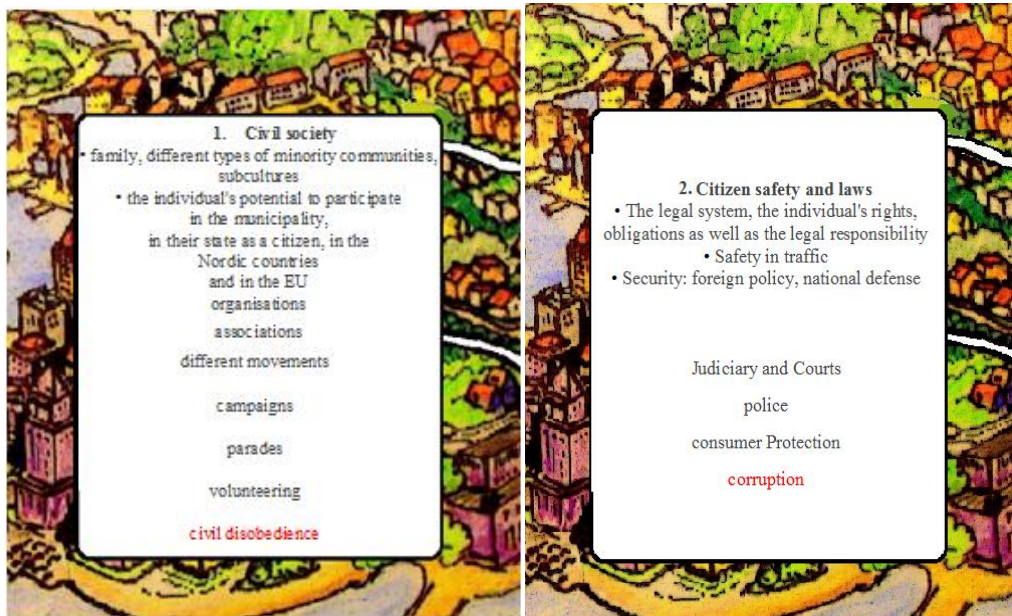 1. Civil society
• family, different types of minority communities,
subcultures
• the individual's potential to participate
in the municipality,
in their state as a citizen, in the
Nordic countries
and in the EU
organisations
associations
different movements
campaigns
parades
volunteering
civil disobedience
2. Citizen safety and laws
• The legal system, the individual's rights,
obligations as well as the legal responsibility
• Safety in traffic
• Security: foreign policy, national defense
Judiciary and Courts
police
consumer Protection
corruption